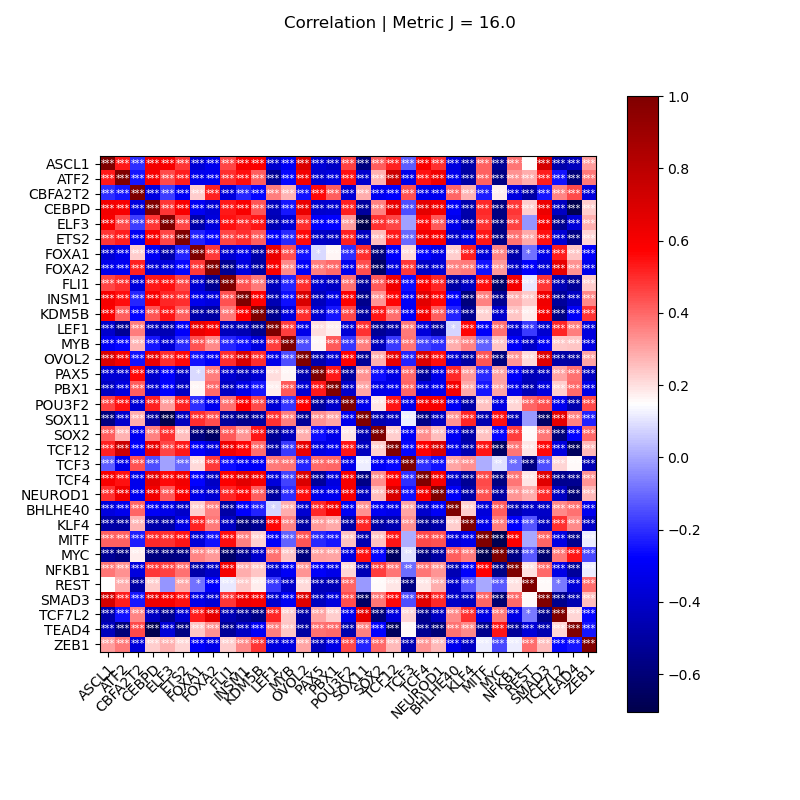 Correlation | Metric J = 16.0
ASCL1
ATF2
CBFA2T2
CEBPD
ELF3
ETS2
FOXA1
FOXA2
FLI1
INSM1
KDM5B
LEF1
MYB
OVOL2
PAX5
PBX1
POU3F2
SOX11
SOX2
TCF12
TCF3
TCF4
NEUROD1
BHLHE40
KLF4
MITF
MYC
NFKB1
REST
SMAD3
TCF7L2
TEAD4
ZEB1
ASCL1
ATF2
CBFA2T2
CEBPD
ELF3
ETS2
FOXA1
FOXA2
FLI1
INSM1
KDM5B
LEF1
MYB
OVOL2
PAX5
PBX1
POU3F2
SOX11
SOX2
TCF12
TCF3
TCF4
NEUROD1
BHLHE40
KLF4
MITF
MYC
NFKB1
REST
SMAD3
TCF7L2
TEAD4
ZEB1
1.0
0.8
0.6
0.4
0.2
0.0
−0.2
−0.4
−0.6